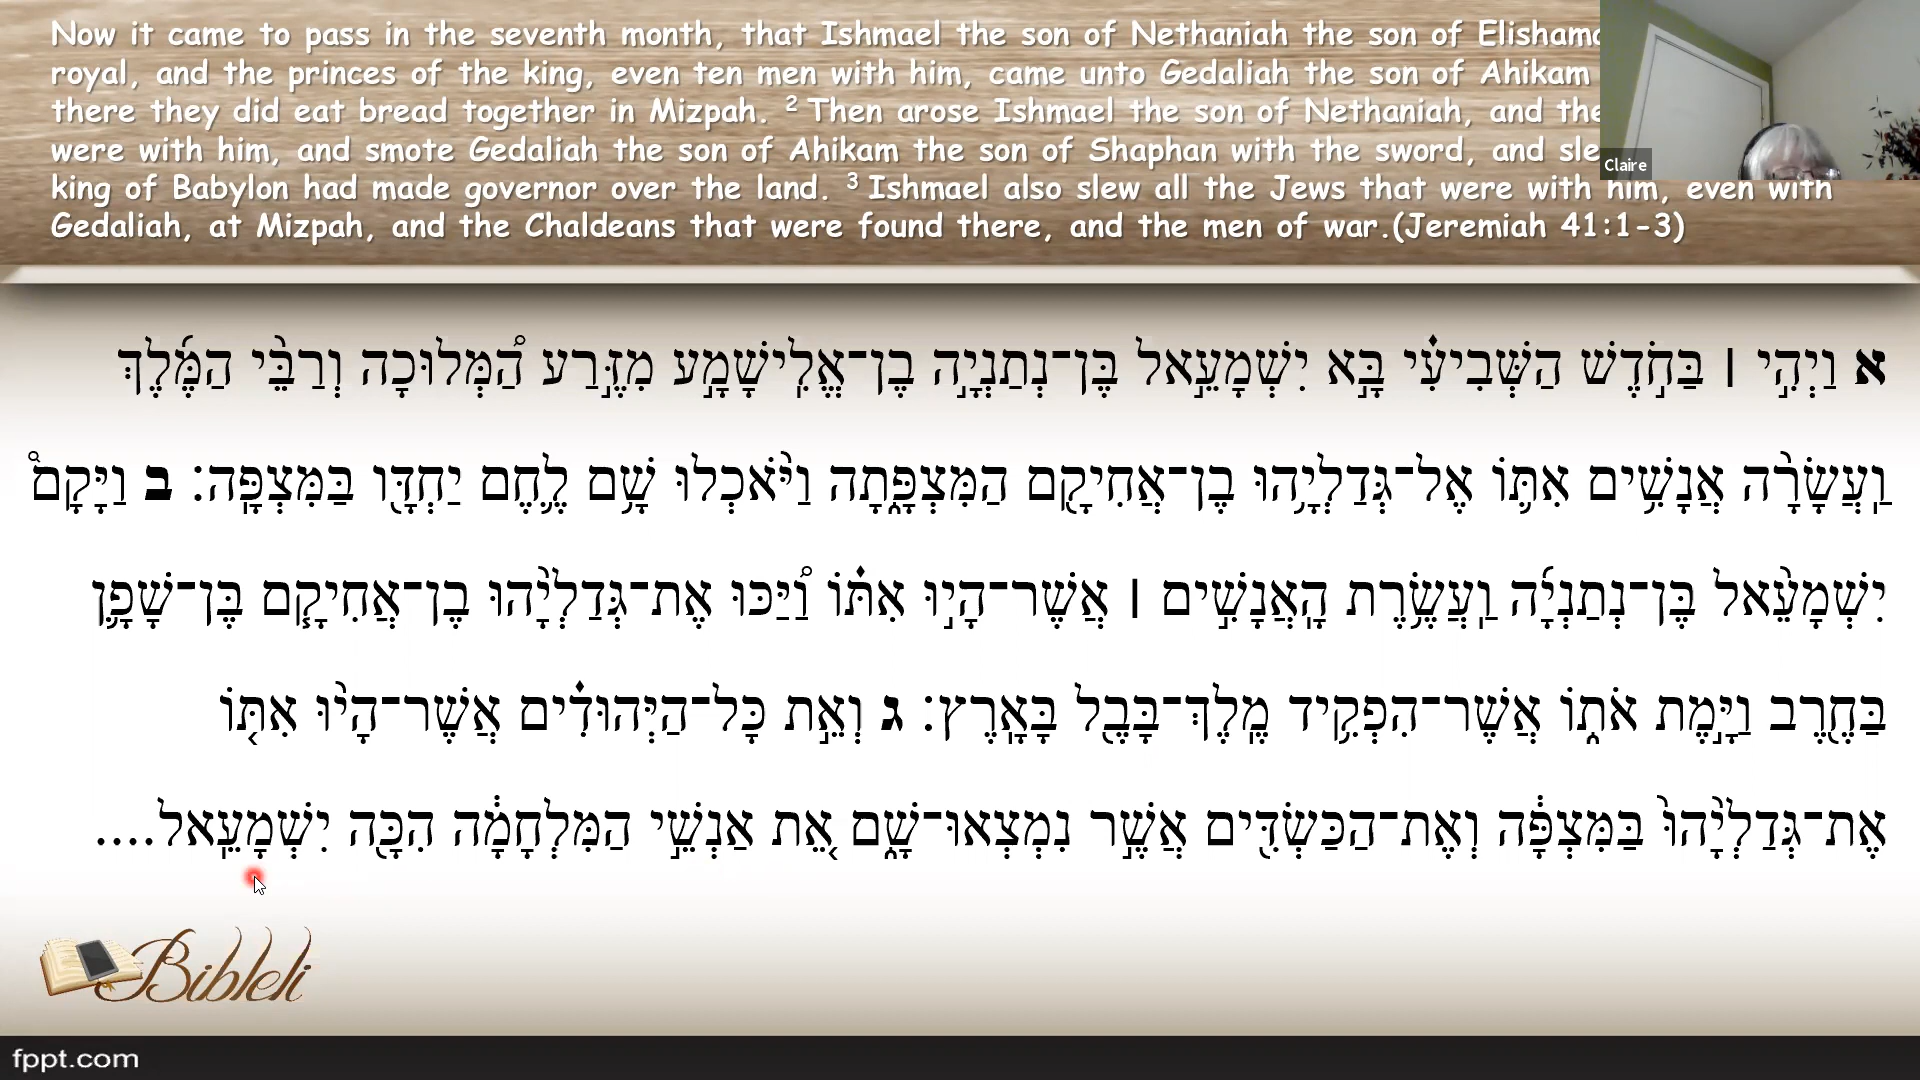 Now it came to pass in the seventh month, that Ishmael the son of Nethaniah the son of
royal, and the princes of the king, even ten men with him, came unto Gedaliah the son of Ahikam
there they did eat bread together in Mizpah. ² Then arose Ishmael the son of Nethaniah, and
were with him, and smote Gedaliah the son of Ahikam the son of Shaphan with the sword, and
Claire
king of Babylon had made governor over the land. ³ Ishmael also slew all the Jews that were with him, even with
Gedaliah, at Mizpah, and the Chaldeans that were found there, and the men of war.(Jeremiah 41:1-3)
א וַיְהִ֣י ׀ בַּחֹ֣דֶשׁ הַשְּׁבִיעִ֗י בָּ֣א יִשְׁמָעֵ֣אל בֶּן־נְתַנְיָ֣ה בֶן־אֱלִֽישָׁמָ֣ע מִזֶּ֣רַע הַ֠מְּלוּכָה וְרַבֵּ֨י הַמֶּ֜לֶךְ
וַעֲשָׂרָ֨ה אֲנָשִׁ֥ים אִתּ֛וֹ אֶל־גְּדַלְיָ֥הוּ בֶן־אֲחִיקָ֖ם הַמִּצְפָּ֑תָה וַיֹּ֨אכְלוּ שָׁ֥ם לֶ֛חֶם יַחְדָּ֖ו בַּמִּצְפָּֽה׃ ב וַיָּקָם֩
יִשְׁמָעֵ֨אל בֶּן־נְתַנְיָ֜ה וַעֲשֶׂ֥רֶת הָאֲנָשִׁ֣ים ׀ אֲשֶׁר־הָי֣וּ אִתּ֗וֹ וַ֠יַּכּוּ אֶת־גְּדַלְיָ֨הוּ בֶן־אֲחִיקָ֧ם בֶּן־שָׁפָ֛ן
בַּחֶ֖רֶב וַיָּ֣מֶת אֹת֑וֹ אֲשֶׁר־הִפְקִ֥יד מֶֽלֶךְ־בָּבֶ֖ל בָּאָֽרֶץ׃ ג וְאֵ֣ת כָּל־הַיְּהוּדִ֗ים אֲשֶׁר־הָי֨וּ אִתּ֤וֹ
אֶת־גְּדַלְיָ֨הוּ֙ בַּמִּצְפָּ֔ה וְאֶת־הַכַּשְׂדִּ֖ים אֲשֶׁ֣ר נִמְצְאוּ־שָׁ֑ם אֵ֚ת אַנְשֵׁ֣י הַמִּלְחָמָ֔ה הִכָּ֖ה יִשְׁמָעֵֽאל....
Bibleli
fppt.com